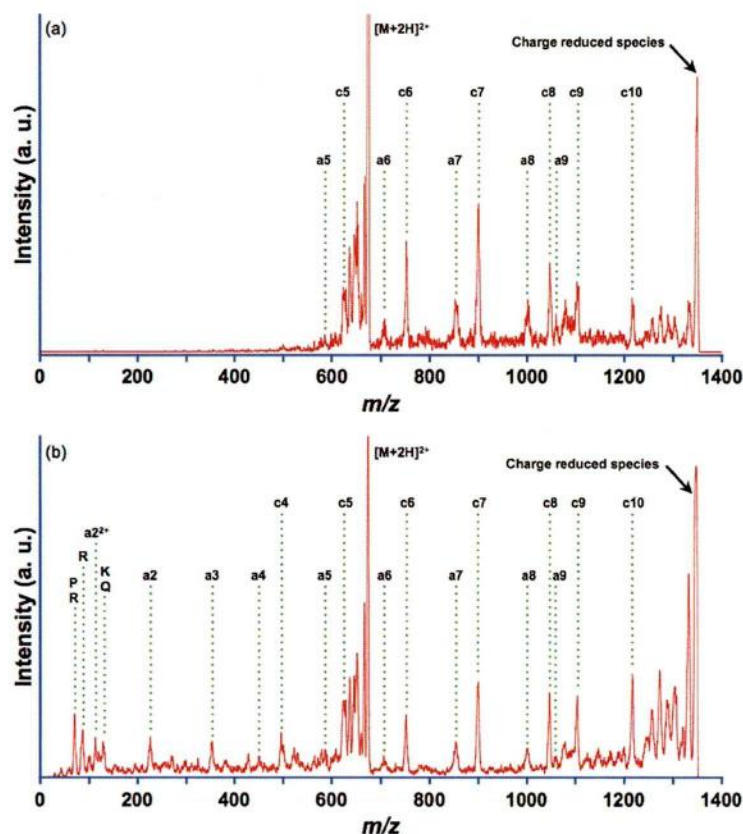 (a)
[M+2H]²⁺
Charge reduced species
c5 c6 c7 c8 c9 c10
a5 a6 a7 a8 a9
Intensity (a. u.)
0 200 400 600 800 1000 1200 1400
m/z
(b)
[M+2H]²⁺
Charge reduced species
a2²⁺ c4 c5 c6 c7 c8 c9 c10
R
P R K Q a2 a3 a4 a5 a6 a7 a8 a9
Intensity (a. u.)
0 200 400 600 800 1000 1200 1400
m/z